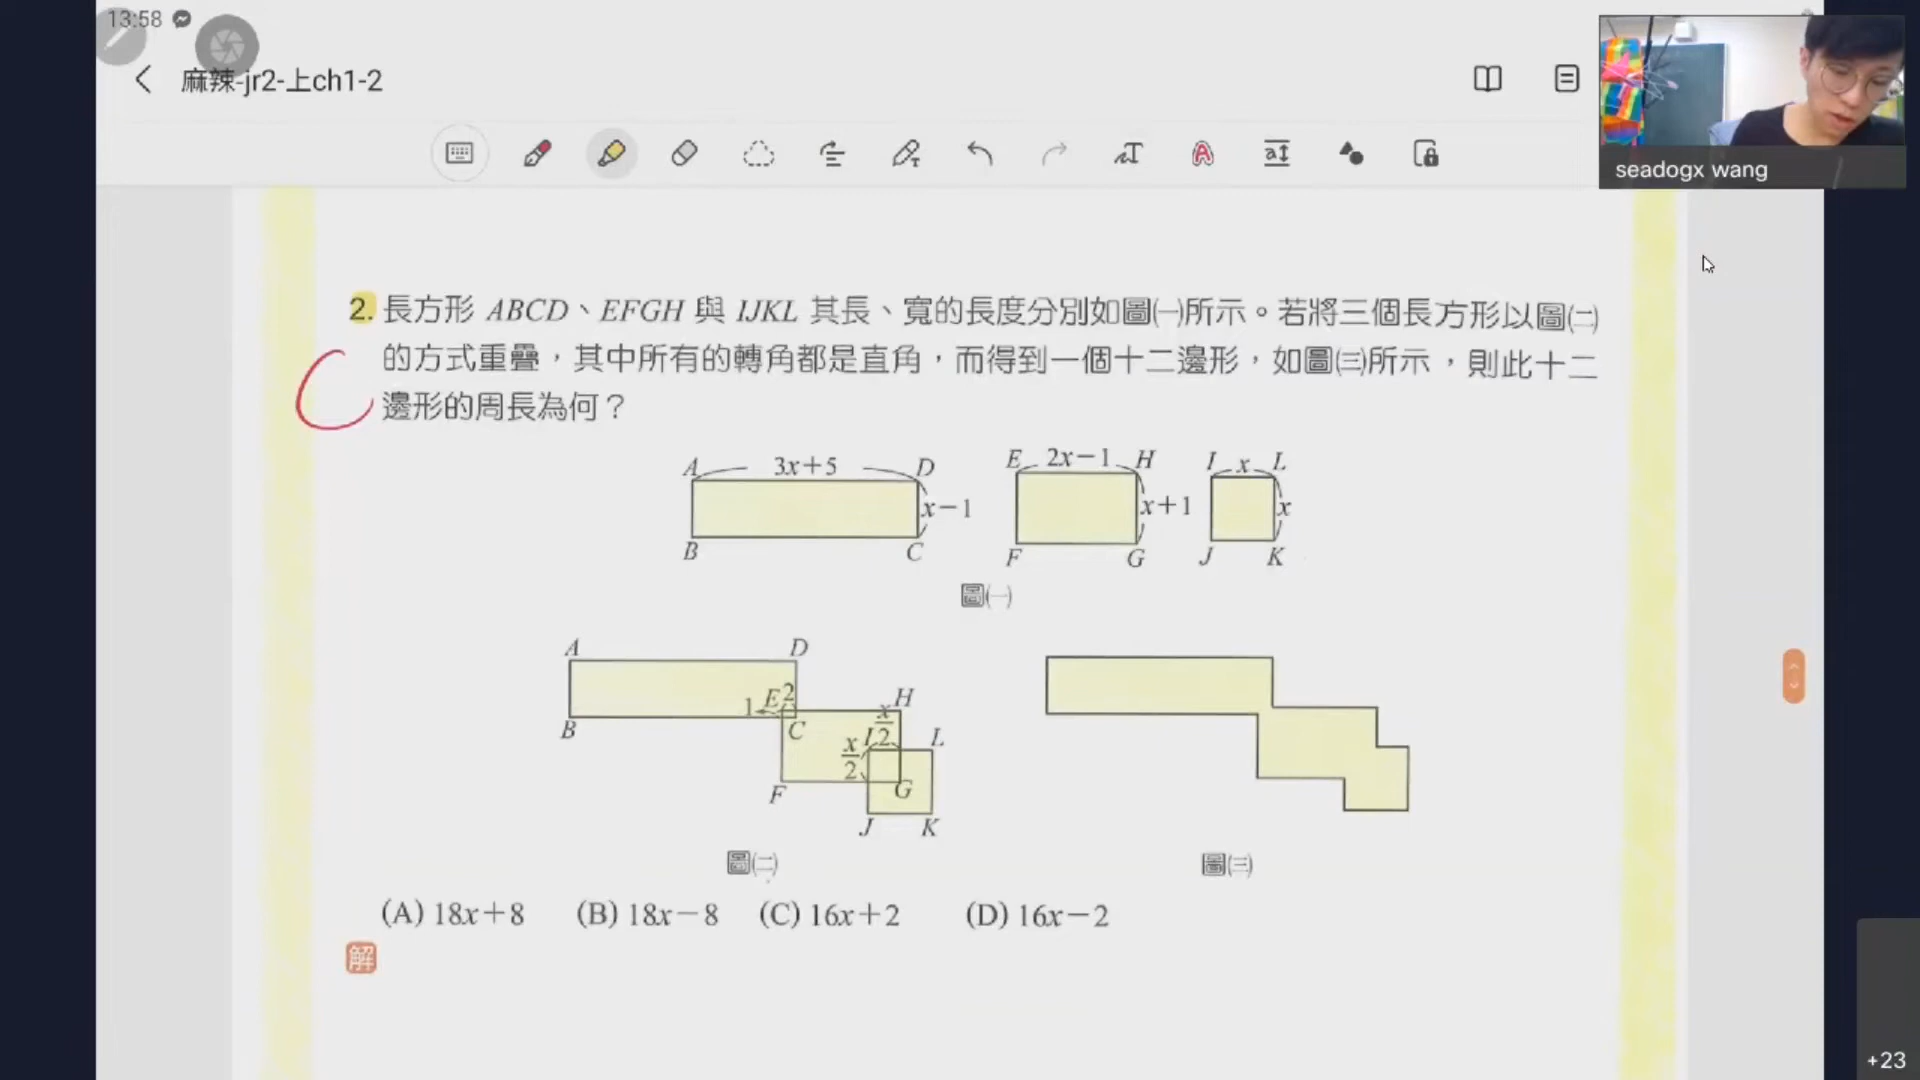 13:58
麻辣-jr2-上ch1-2
seadogx wang
2. 長方形 ABCD、EFGH 與 IJKL 其長、寬的長度分別如圖㈠所示。若將三個長方形以圖㈡
的方式重疊，其中所有的轉角都是直角，而得到一個十二邊形，如圖㈢所示，則此十二
邊形的周長為何？
C
A 3x+5 D
x−1
B C
E 2x−1 H
x+1
F G
I x L
x
J K
圖㈠
A D
1 E 2
B C
H
x/2
x/2 I L
F G
J K
圖㈡
圖㈢
(A) 18x+8 (B) 18x−8 (C) 16x+2 (D) 16x−2
解
+23